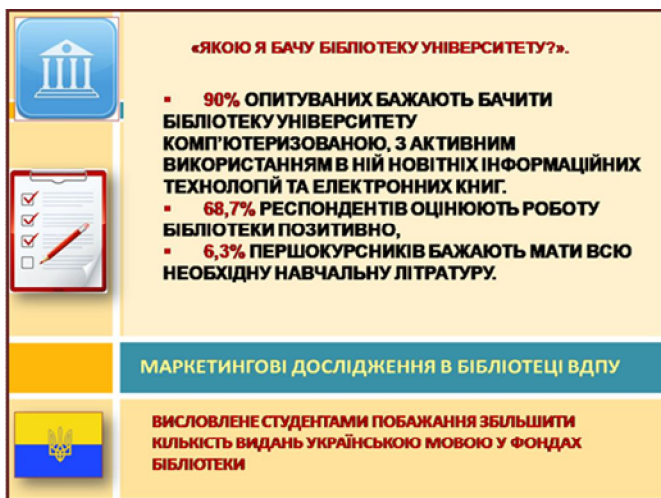 «ЯКОЮ Я БАЧУ БІБЛІОТЕКУ УНІВЕРСИТЕТУ?».
▪ 90% ОПИТУВАНИХ БАЖАЮТЬ БАЧИТИ
БІБЛІОТЕКУ УНІВЕРСИТЕТУ
КОМП'ЮТЕРИЗОВАНОЮ, З АКТИВНИМ
ВИКОРИСТАННЯМ В НІЙ НОВІТНІХ ІНФОРМАЦІЙНИХ
ТЕХНОЛОГІЙ ТА ЕЛЕКТРОННИХ КНИГ.
▪ 68,7% РЕСПОНДЕНТІВ ОЦІНЮЮТЬ РОБОТУ
БІБЛІОТЕКИ ПОЗИТИВНО,
▪ 6,3% ПЕРШОКУРСНИКІВ БАЖАЮТЬ МАТИ ВСЮ
НЕОБХІДНУ НАВЧАЛЬНУ ЛІТРАТУРУ.
МАРКЕТИНГОВІ ДОСЛІДЖЕННЯ В БІБЛІОТЕЦІ ВДПУ
ВИСЛОВЛЕНЕ СТУДЕНТАМИ ПОБАЖАННЯ ЗБІЛЬШИТИ
КІЛЬКІСТЬ ВИДАНЬ УКРАЇНСЬКОЮ МОВОЮ У ФОНДАХ
БІБЛІОТЕКИ